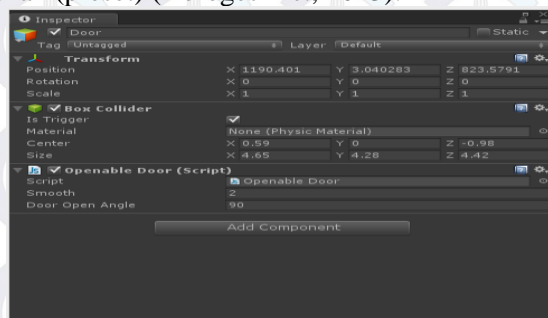 Inspector
Door Static
Tag Untagged Layer Default
Transform
Position X 1190.401 Y 3.040283 Z 823.5791
Rotation X 0 Y 0 Z 0
Scale X 1 Y 1 Z 1
Box Collider
Is Trigger
Material None (Physic Material)
Center X 0.59 Y 0 Z -0.98
Size X 4.65 Y 4.28 Z 4.42
Openable Door (Script)
Script Openable Door
Smooth 2
Door Open Angle 90
Add Component